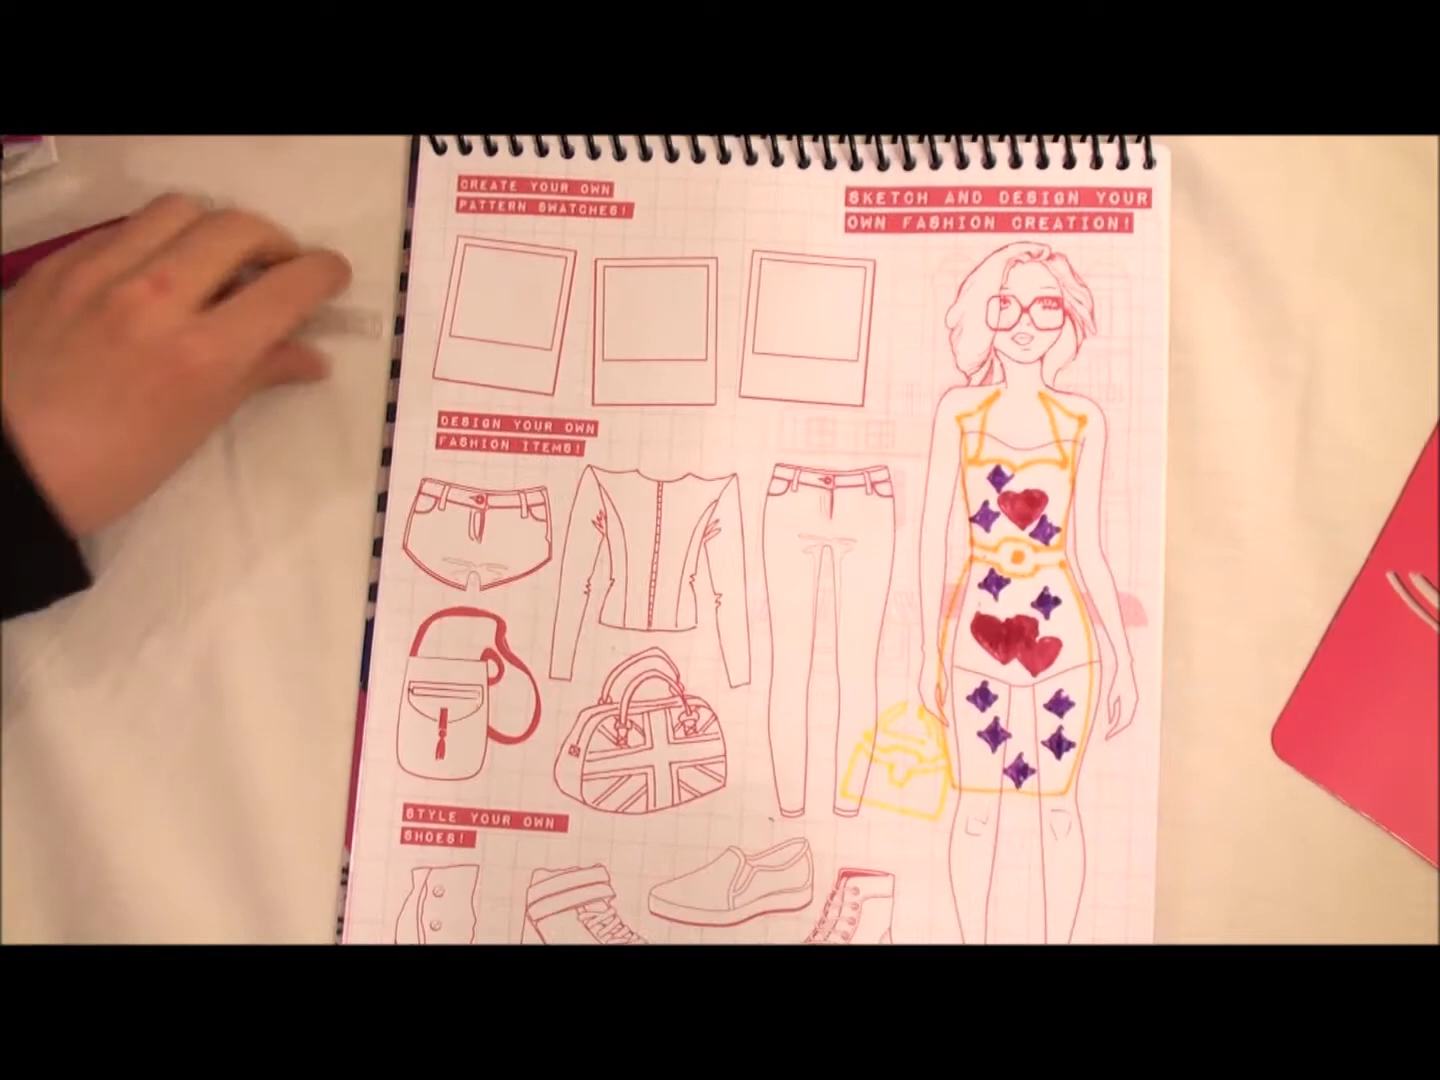 CREATE YOUR OWN
PATTERN SWATCHES!
SKETCH AND DESIGN YOUR
OWN FASHION CREATION!
DESIGN YOUR OWN
FASHION ITEMS!
STYLE YOUR OWN
SHOES!